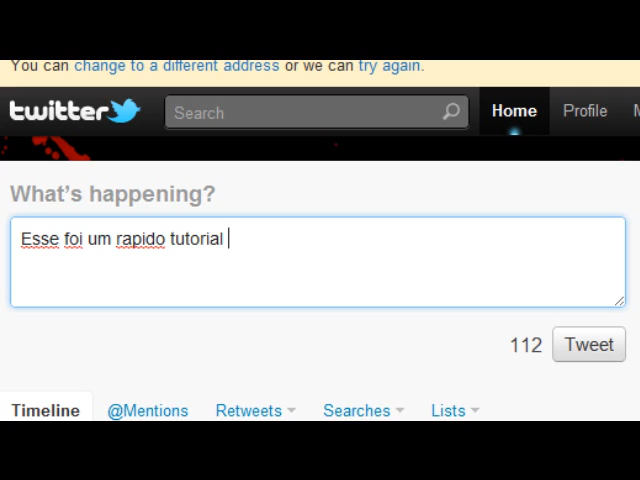 You can change to a different address or we can try again.
twitter Search Home Profile M
What's happening?
Esse foi um rapido tutorial
112 Tweet
Timeline @Mentions Retweets Searches Lists